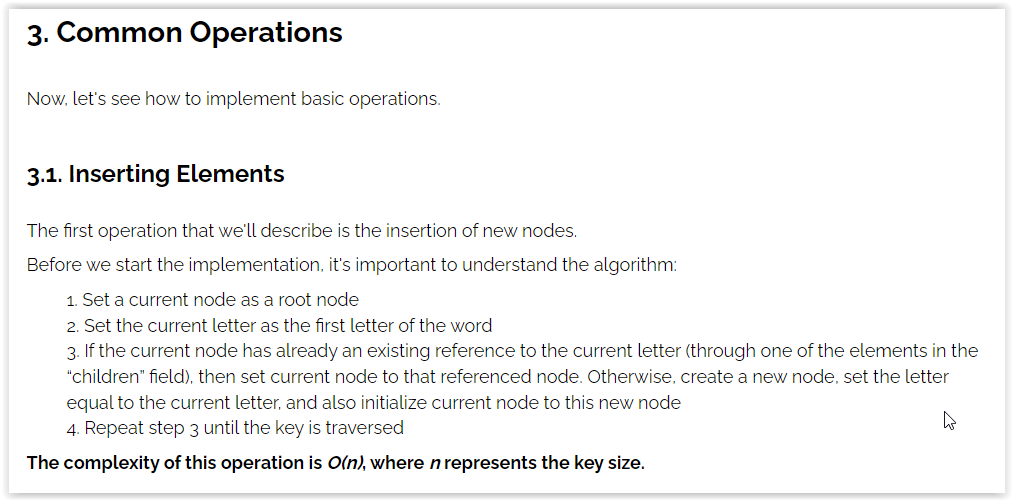 3. Common Operations
Now, let's see how to implement basic operations.
3.1. Inserting Elements
The first operation that we'll describe is the insertion of new nodes.
Before we start the implementation, it's important to understand the algorithm:
1. Set a current node as a root node
2. Set the current letter as the first letter of the word
3. If the current node has already an existing reference to the current letter (through one of the elements in the
“children” field), then set current node to that referenced node. Otherwise, create a new node, set the letter
equal to the current letter, and also initialize current node to this new node
4. Repeat step 3 until the key is traversed
The complexity of this operation is O(n), where n represents the key size.